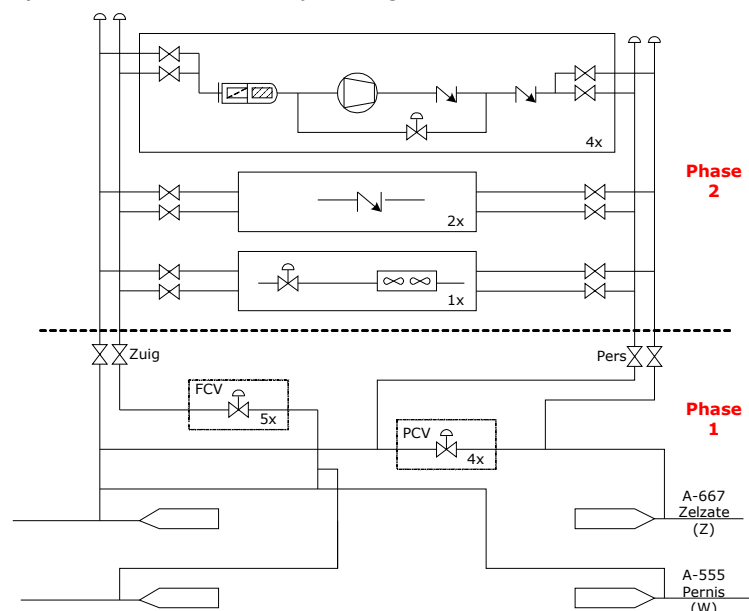 4x
Phase
2
2x
1x
Zuig
Pers
FCV
5x
Phase
1
PCV
4x
A-667
Zelzate
(Z)
A-555
Pernis
(W)